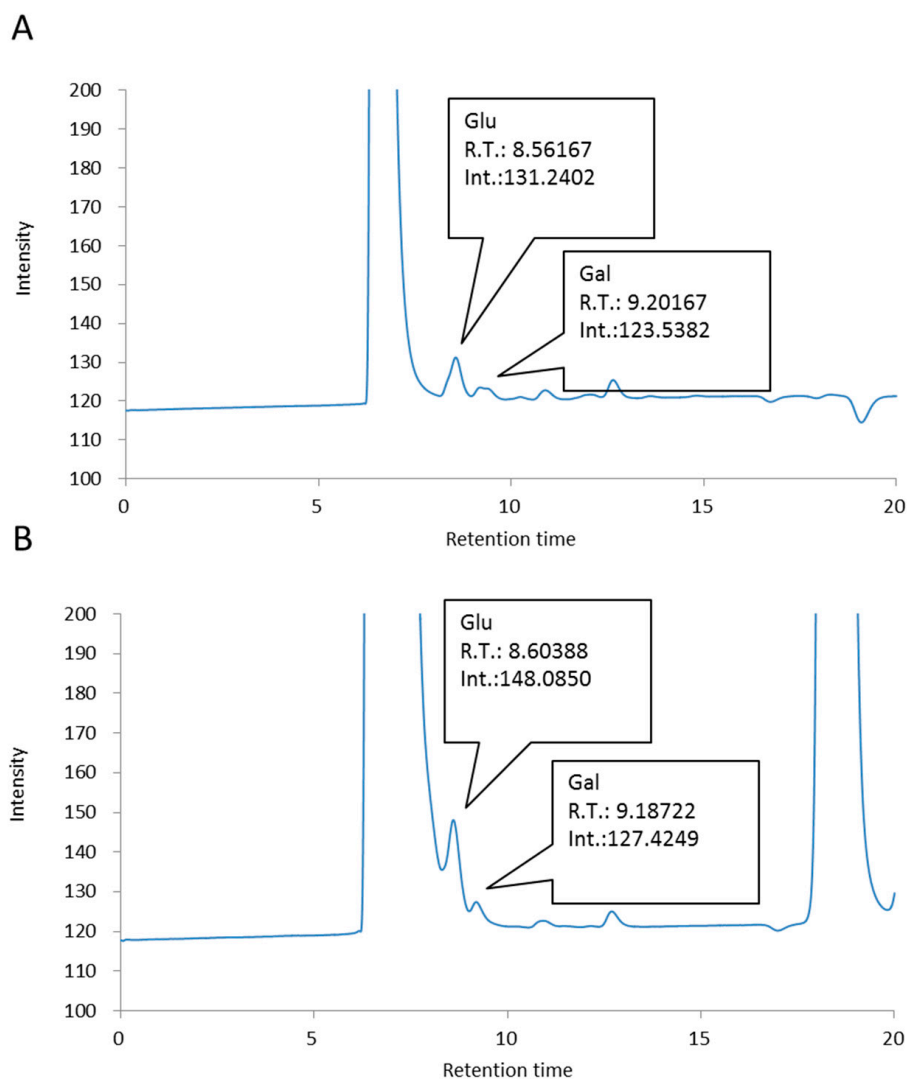 A
200
190
180
170
160
150
140
130
120
110
100
Intensity
Glu
R.T.: 8.56167
Int.:131.2402
Gal
R.T.: 9.20167
Int.:123.5382
0 5 10 15 20
Retention time
B
200
190
180
170
160
150
140
130
120
110
100
Intensity
Glu
R.T.: 8.60388
Int.:148.0850
Gal
R.T.: 9.18722
Int.:127.4249
0 5 10 15 20
Retention time